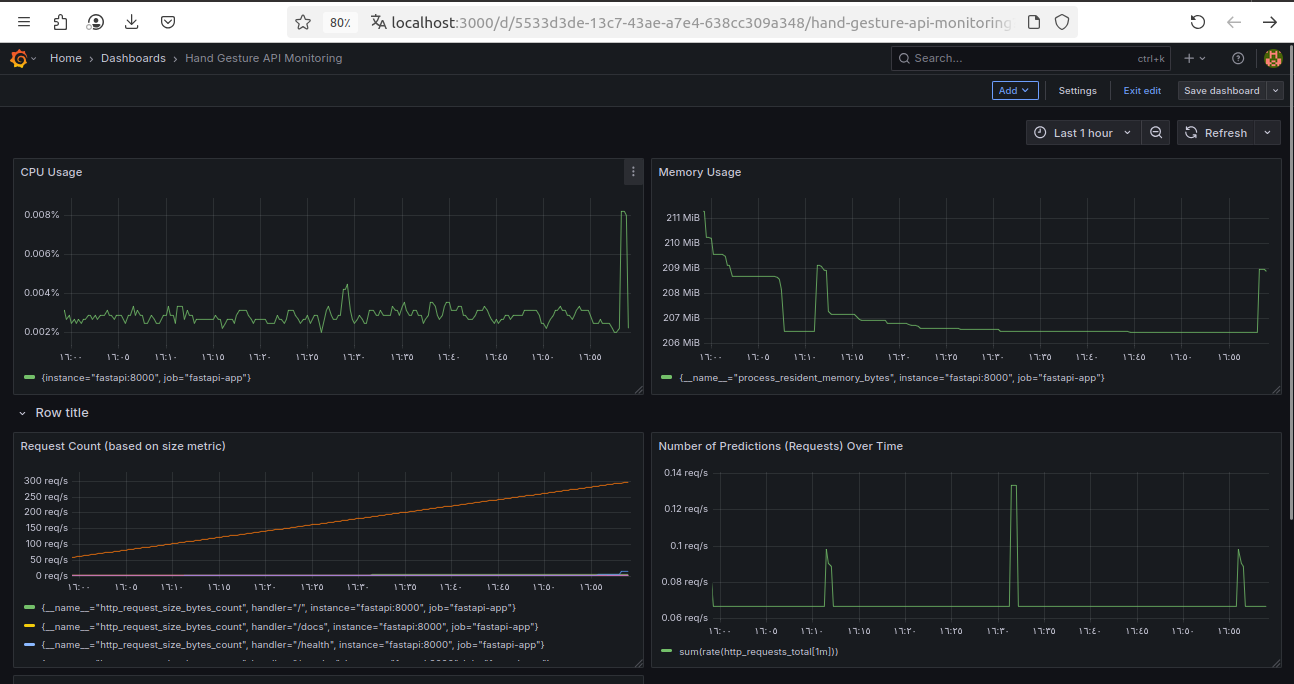 80%
localhost:3000/d/5533d3de-13c7-43ae-a7e4-638cc309a348/hand-gesture-api-monitoring
Home › Dashboards › Hand Gesture API Monitoring
Search...
ctrl+k
Add
Settings
Exit edit
Save dashboard
Last 1 hour
Refresh
CPU Usage
0.008%
0.006%
0.004%
0.002%
١٦:٠٠ ١٦:٠٥ ١٦:١٠ ١٦:١٥ ١٦:٢٠ ١٦:٢٥ ١٦:٣٠ ١٦:٣٥ ١٦:٤٠ ١٦:٤٥ ١٦:٥٠ ١٦:٥٥
{instance="fastapi:8000", job="fastapi-app"}
Memory Usage
211 MiB
210 MiB
209 MiB
208 MiB
207 MiB
206 MiB
١٦:٠٠ ١٦:٠٥ ١٦:١٠ ١٦:١٥ ١٦:٢٠ ١٦:٢٥ ١٦:٣٠ ١٦:٣٥ ١٦:٤٠ ١٦:٤٥ ١٦:٥٠ ١٦:٥٥
{__name__="process_resident_memory_bytes", instance="fastapi:8000", job="fastapi-app"}
Row title
Request Count (based on size metric)
300 req/s
250 req/s
200 req/s
150 req/s
100 req/s
50 req/s
0 req/s
١٦:٠٠ ١٦:٠٥ ١٦:١٠ ١٦:١٥ ١٦:٢٠ ١٦:٢٥ ١٦:٣٠ ١٦:٣٥ ١٦:٤٠ ١٦:٤٥ ١٦:٥٠ ١٦:٥٥
{__name__="http_request_size_bytes_count", handler="/", instance="fastapi:8000", job="fastapi-app"}
{__name__="http_request_size_bytes_count", handler="/docs", instance="fastapi:8000", job="fastapi-app"}
{__name__="http_request_size_bytes_count", handler="/health", instance="fastapi:8000", job="fastapi-app"}
Number of Predictions (Requests) Over Time
0.14 req/s
0.12 req/s
0.1 req/s
0.08 req/s
0.06 req/s
١٦:٠٠ ١٦:٠٥ ١٦:١٠ ١٦:١٥ ١٦:٢٠ ١٦:٢٥ ١٦:٣٠ ١٦:٣٥ ١٦:٤٠ ١٦:٤٥ ١٦:٥٠ ١٦:٥٥
sum(rate(http_requests_total[1m]))